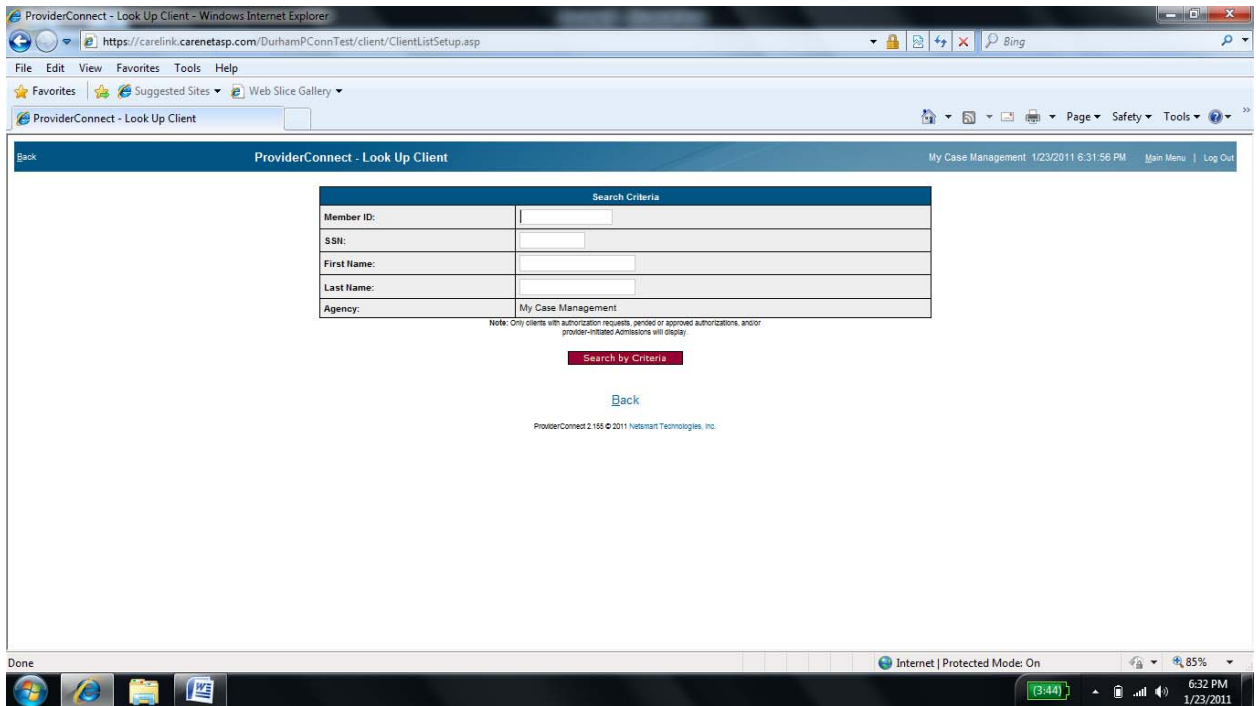 ProviderConnect - Look Up Client - Windows Internet Explorer
https://carelink.carenetasp.com/DurhamPConnTest/client/ClientListSetup.asp
Bing
File Edit View Favorites Tools Help
Favorites Suggested Sites Web Slice Gallery
ProviderConnect - Look Up Client
Page Safety Tools
Back ProviderConnect - Look Up Client My Case Management 1/23/2011 6:31:56 PM Main Menu | Log Out
Search Criteria
Member ID:
SSN:
First Name:
Last Name:
Agency: My Case Management
Note: Only clients with authorization requests, pended or approved authorizations, and/or
provider-initiated Admissions will display.
Search by Criteria
Back
ProviderConnect 2.155 © 2011 Netsmart Technologies, Inc.
Done Internet | Protected Mode: On 85%
(3:44) 6:32 PM
1/23/2011